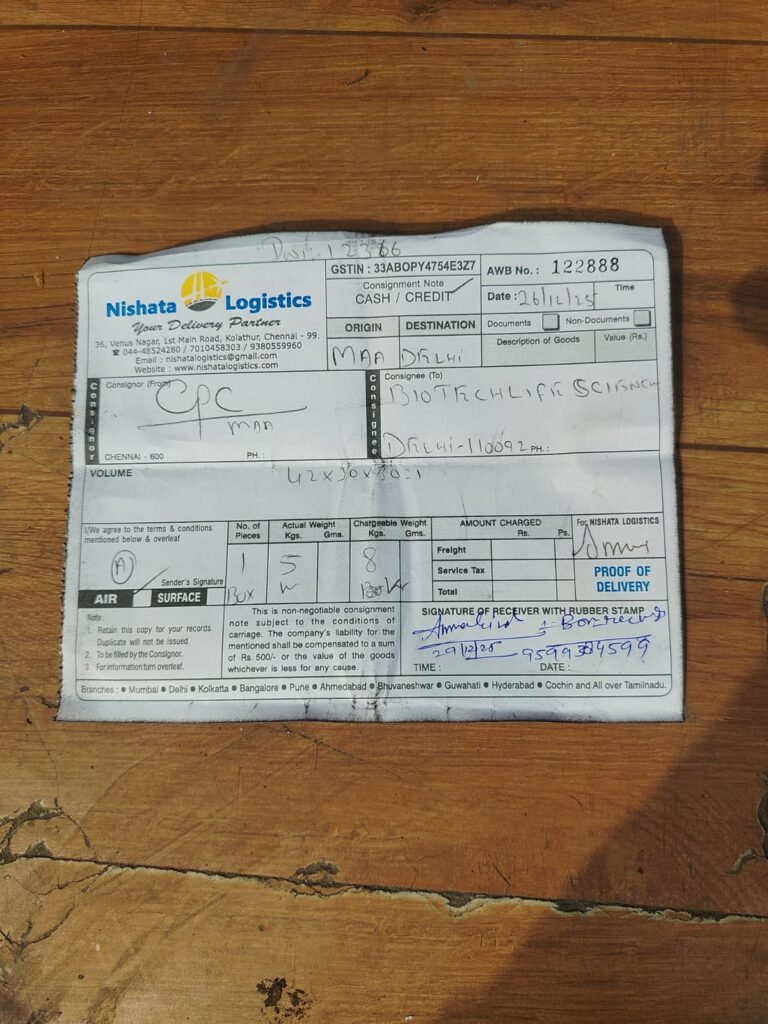 12366
Nishata Logistics
Your Delivery Partner
36, Venus Nagar, 1st Main Road, Kolathur, Chennai - 99.
☎ 044-48524280 / 7010458303 / 9380559960
Email : nishatalogistics@gmail.com
Website : www.nishatalogistics.com
GSTIN : 33ABOPY4754E3Z7
Consignment Note
CASH / CREDIT
AWB No. : 122888
Date : 26/12/25 Time
ORIGIN DESTINATION
MAA DELHI
Documents Non-Documents
Description of Goods Value (Rs.)
Consignor
Consignor (From)
CPC
MAA
CHENNAI - 600 PH. :
Consignee
Consignee (To)
BIOTECHLIFE SCIENCE
DELHI-110092 PH. :
VOLUME
42x30x30:1
I/We agree to the terms & conditions
mentioned below & overleaf
A
Sender's Signature
AIR SURFACE
No. of Pieces
1
Box
Actual Weight
Kgs. Gms.
5
Chargeable Weight
Kgs. Gms.
8
AMOUNT CHARGED
Rs. Ps.
Freight
Service Tax
Total
For NISHATA LOGISTICS
PROOF OF
DELIVERY
Note :
1. Retain this copy for your records.
Duplicate will not be issued.
2. To be filled by the Consignor.
3. For information turn overleaf.
This is non-negotiable consignment
note subject to the conditions of
carriage. The company's liability for the
mentioned shall be compensated to a sum
of Rs. 500/- or the value of the goods
whichever is less for any cause.
SIGNATURE OF RECEIVER WITH RUBBER STAMP
1 Box
29/12/25
TIME : DATE :
Branches : ● Mumbai ● Delhi ● Kolkatta ● Bangalore ● Pune ● Ahmedabad ● Bhuvaneshwar ● Guwahati ● Hyderabad ● Cochin and All over Tamilnadu.